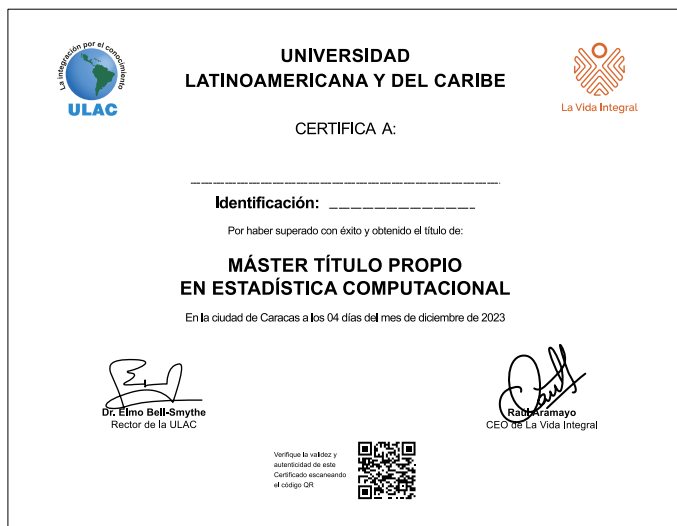 La integración por el conocimiento
ULAC
UNIVERSIDAD
LATINOAMERICANA Y DEL CARIBE
La Vida Integral
CERTIFICA A:
Identificación:
Por haber superado con éxito y obtenido el título de:
MÁSTER TÍTULO PROPIO
EN ESTADÍSTICA COMPUTACIONAL
En la ciudad de Caracas a los 04 días del mes de diciembre de 2023
Dr. Elmo Bell-Smythe
Rector de la ULAC
Raúl Aramayo
CEO de La Vida Integral
Verifique la validez y
autenticidad de este
Certificado escaneando
el código QR